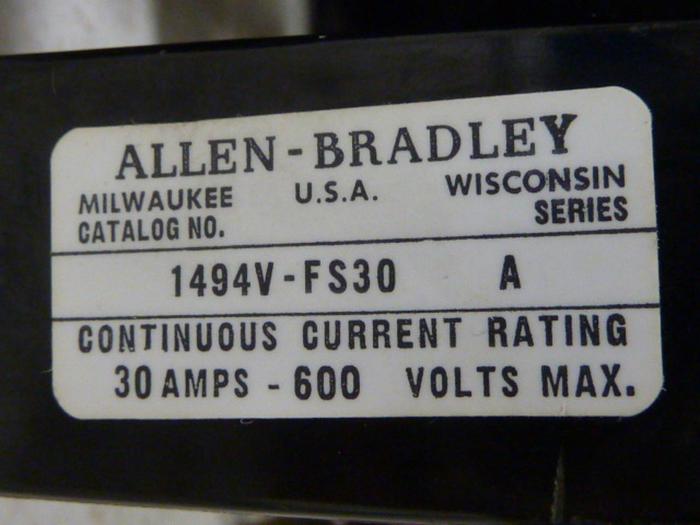 ALLEN-BRADLEY
MILWAUKEE U.S.A. WISCONSIN
CATALOG NO. SERIES
1494V-FS30 A
CONTINUOUS CURRENT RATING
30 AMPS - 600 VOLTS MAX.